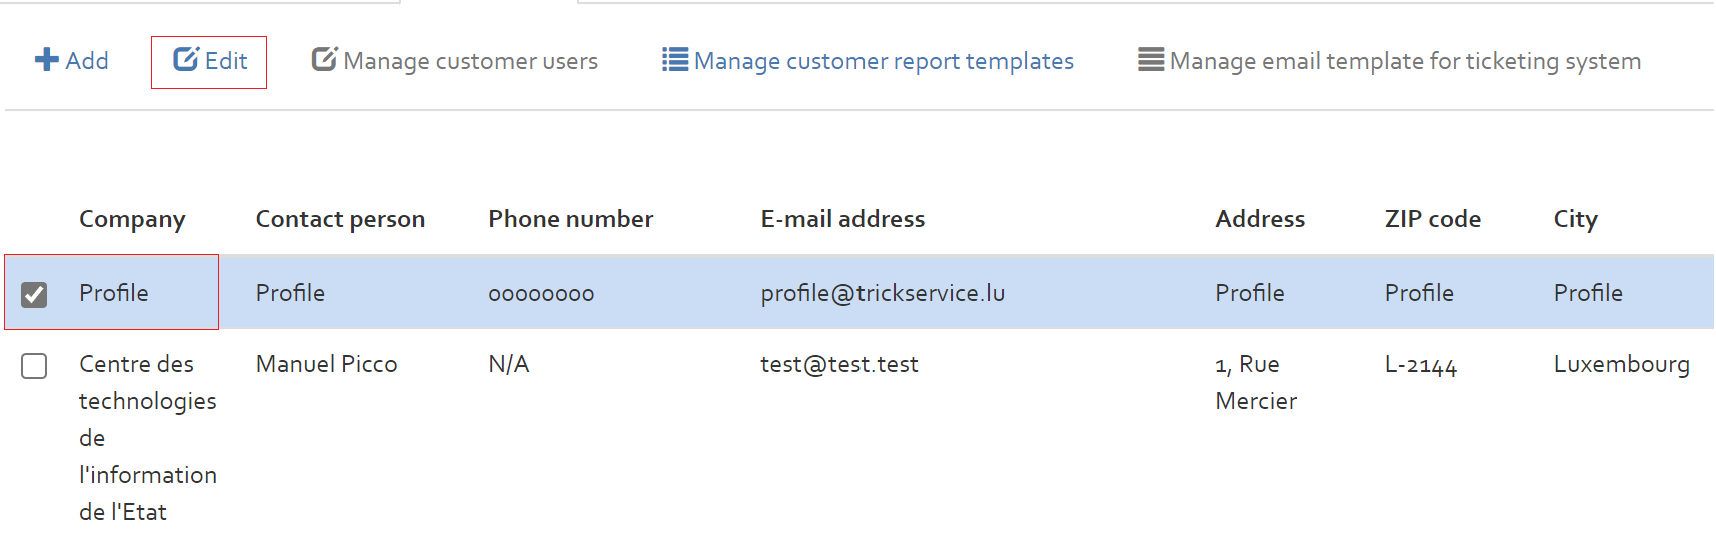 Add Edit Manage customer users Manage customer report templates Manage email template for ticketing system
Company Contact person Phone number E-mail address Address ZIP code City
Profile Profile 00000000 profile@trickservice.lu Profile Profile Profile
Centre des Manuel Picco N/A test@test.test 1, Rue L-2144 Luxembourg
technologies Mercier
de
l'information
de l'Etat